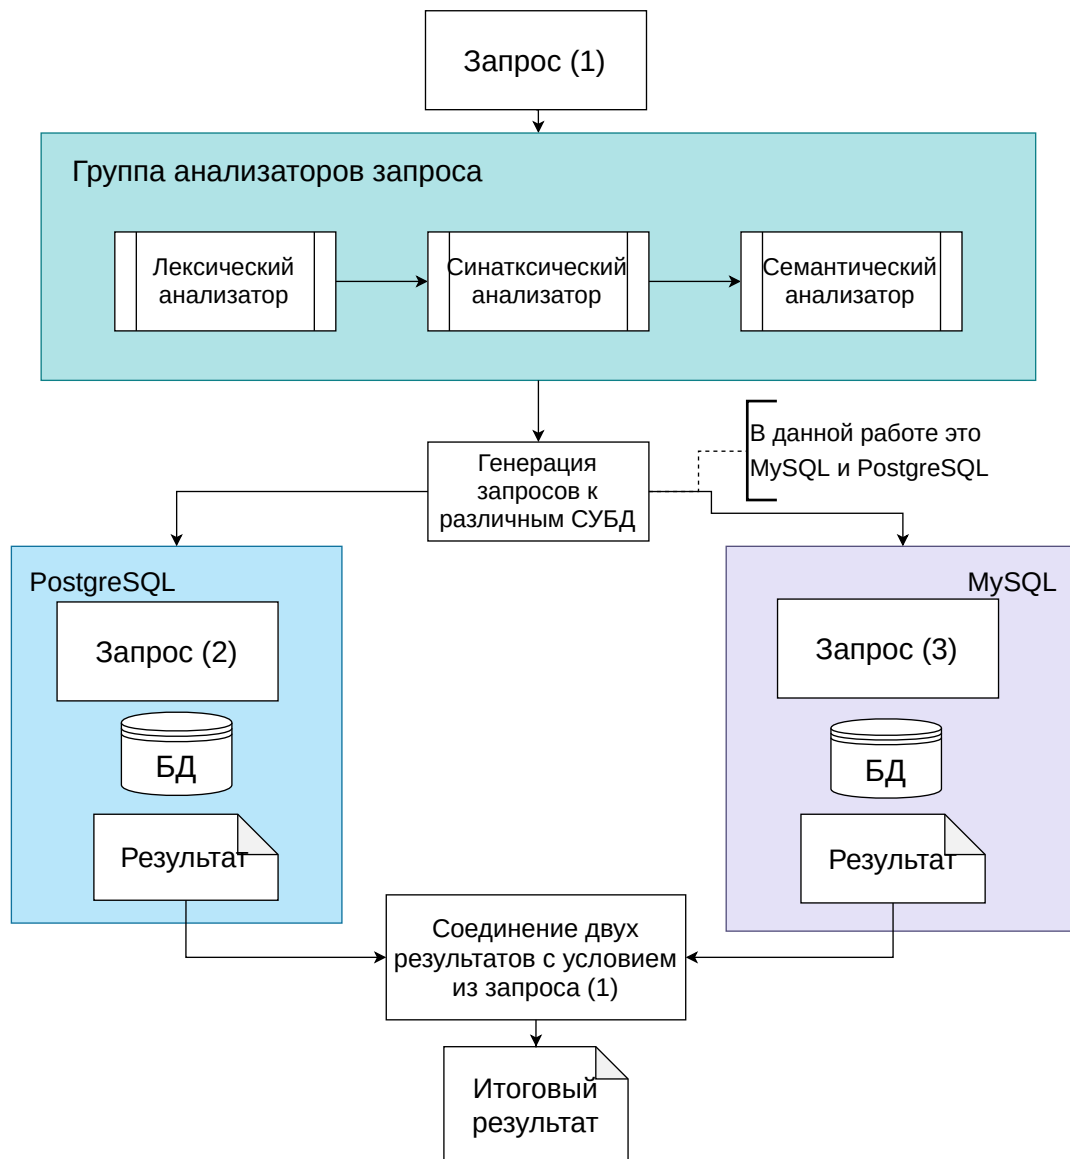 Запрос (1)
Группа анализаторов запроса
Лексический
анализатор
Синатксический
анализатор
Семантический
анализатор
В данной работе это
MySQL и PostgreSQL
Генерация
запросов к
различным СУБД
PostgreSQL
Запрос (2)
БД
Результат
MySQL
Запрос (3)
БД
Результат
Соединение двух
результатов с условием
из запроса (1)
Итоговый
результат